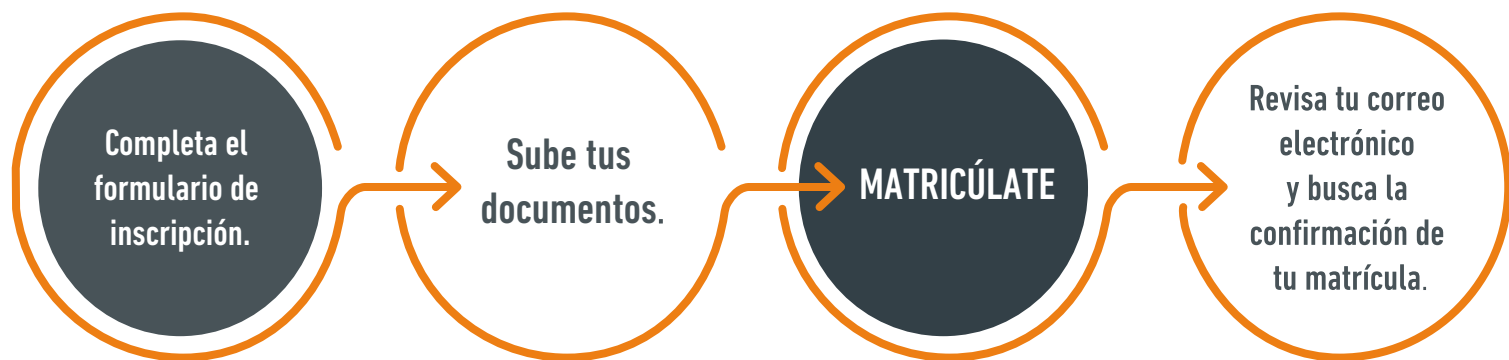 Completa el
formulario de
inscripción.
Sube tus
documentos.
MATRICÚLATE
Revisa tu correo
electrónico
y busca la
confirmación de
tu matrícula.